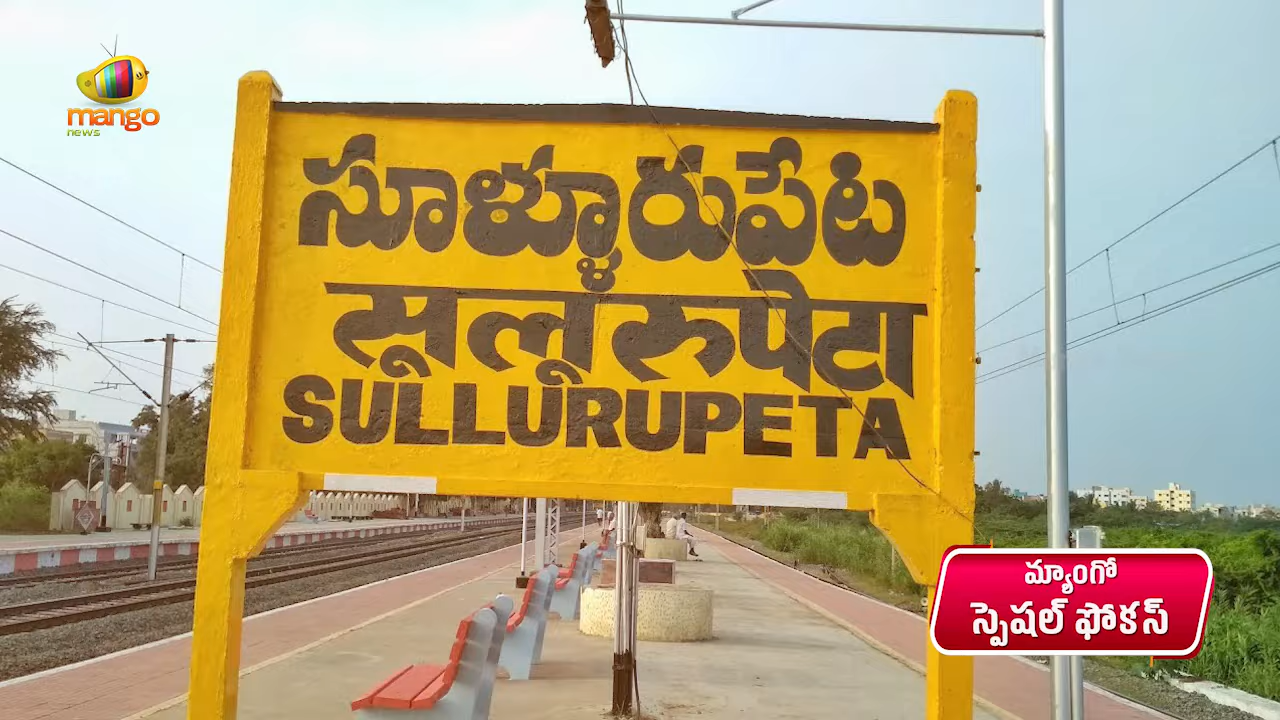 mango
news
సూళ్ళూరుపేట
सूलूरुपेटा
SULLURUPETA
మ్యాంగో
స్పెషల్ ఫోకస్